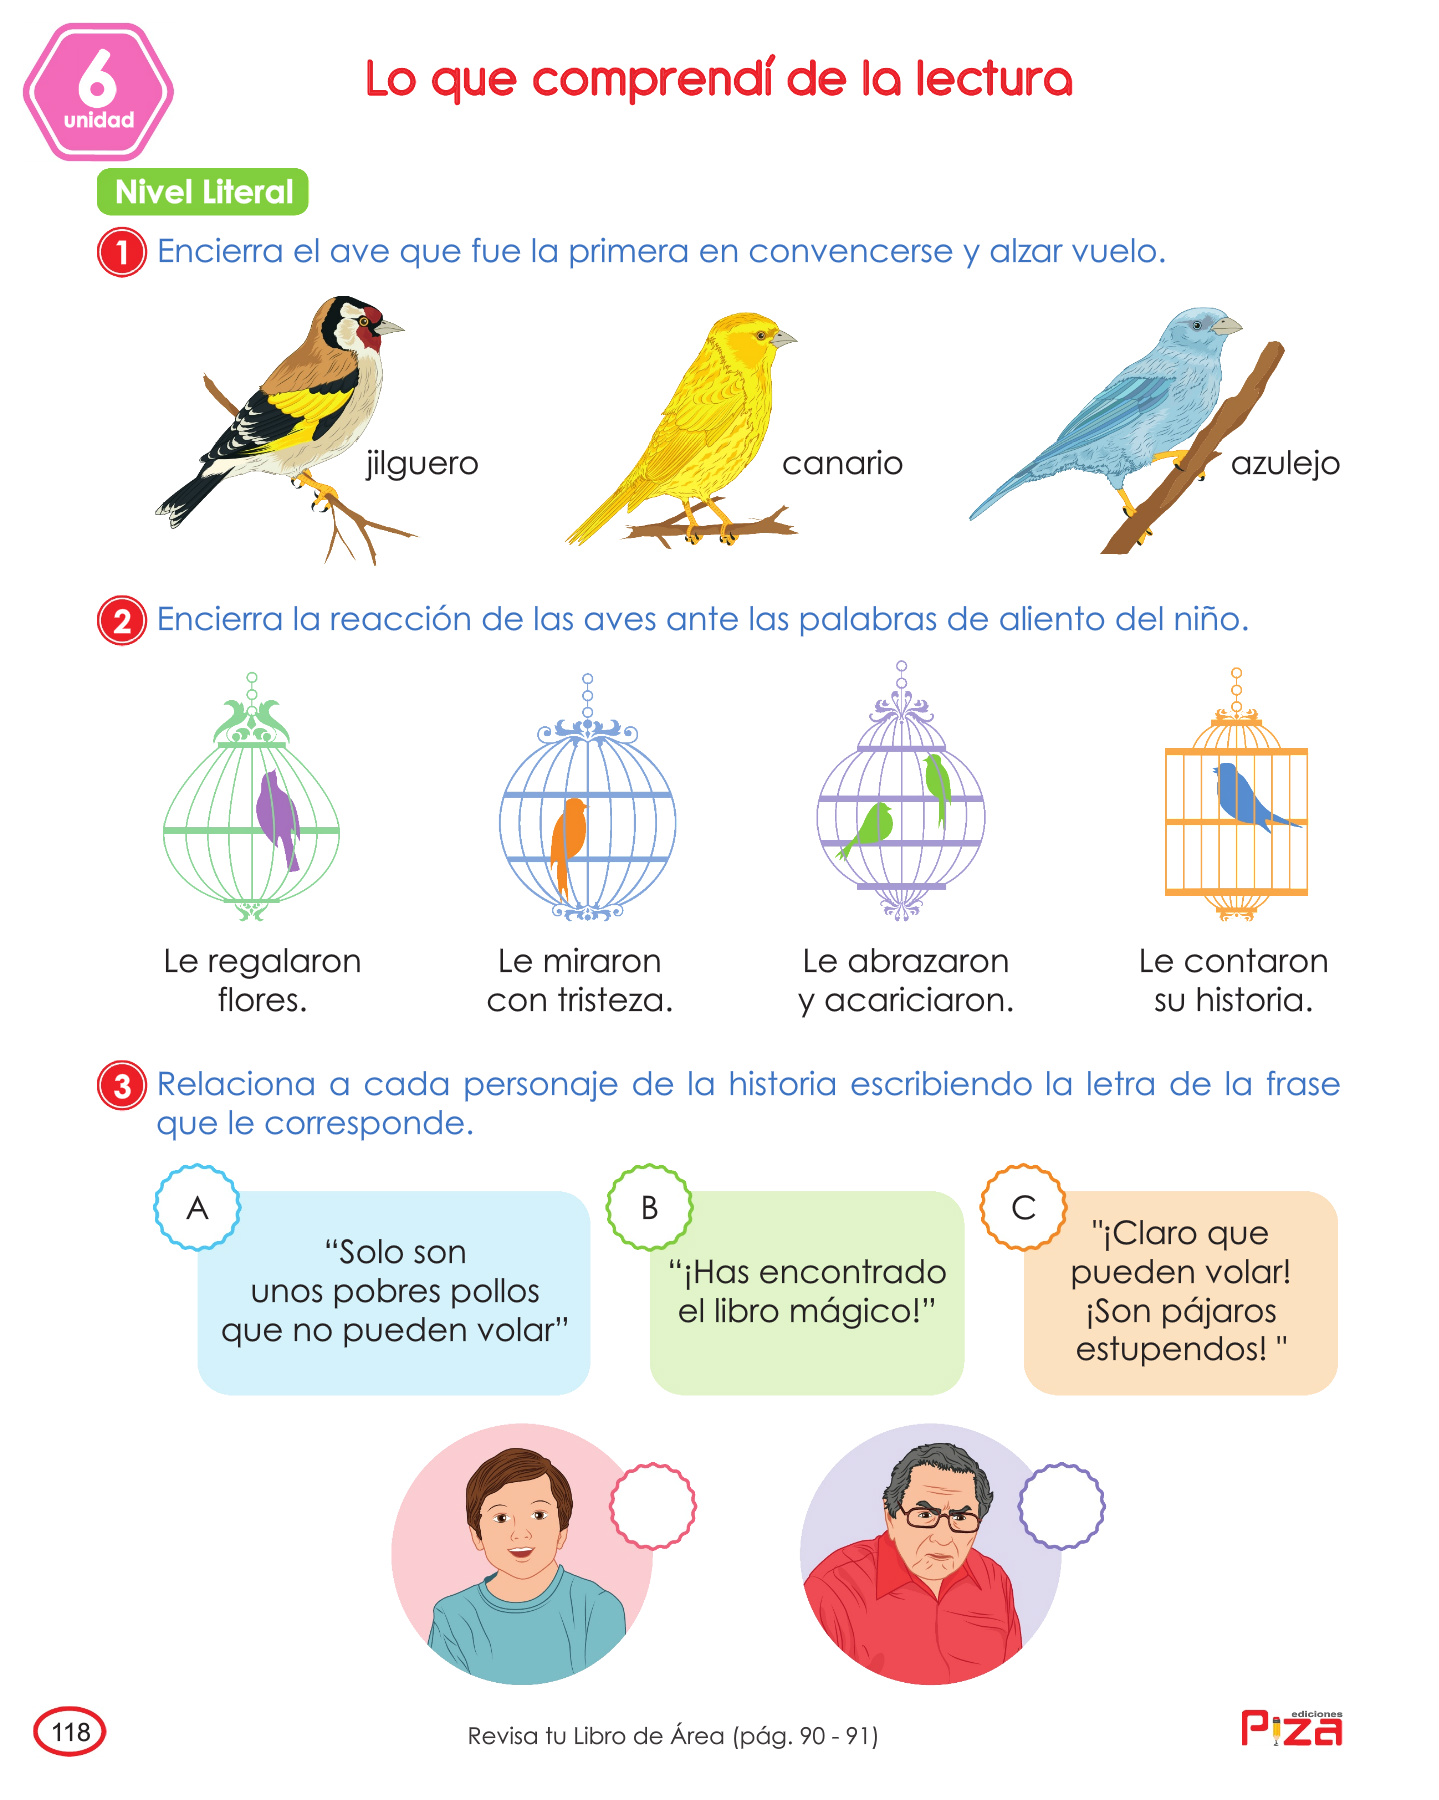 6
unidad
Lo que comprendí de la lectura
Nivel Literal
1 Encierra el ave que fue la primera en convencerse y alzar vuelo.
jilguero
canario
azulejo
2 Encierra la reacción de las aves ante las palabras de aliento del niño.
Le regalaron
flores.
Le miraron
con tristeza.
Le abrazaron
y acariciaron.
Le contaron
su historia.
3 Relaciona a cada personaje de la historia escribiendo la letra de la frase
que le corresponde.
A
“Solo son
unos pobres pollos
que no pueden volar”
B
“¡Has encontrado
el libro mágico!”
C
"¡Claro que
pueden volar!
¡Son pájaros
estupendos! "
118
Revisa tu Libro de Área (pág. 90 - 91)
ediciones
Piza